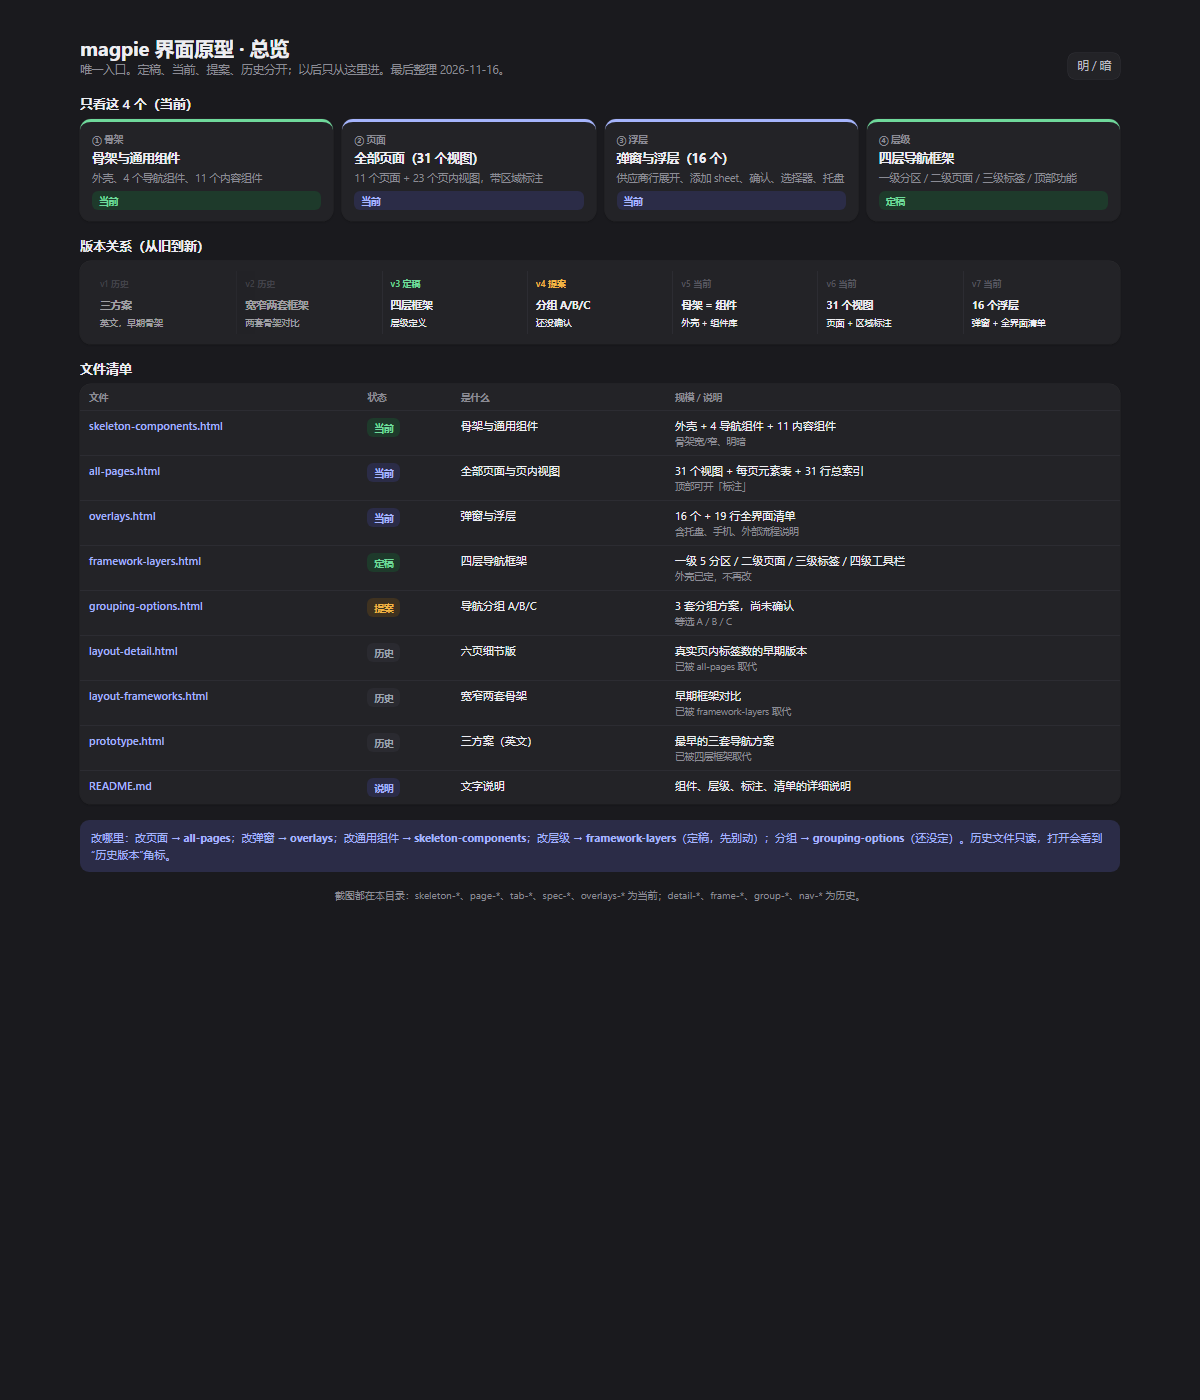 magpie 界面原型 · 总览
唯一入口。定稿、当前、提案、历史分开；以后只从这里进。最后整理 2026-11-16。
明 / 暗
只看这 4 个（当前）
① 骨架
骨架与通用组件
外壳、4 个导航组件、11 个内容组件
当前
② 页面
全部页面（31 个视图）
11 个页面 + 23 个页内视图，带区域标注
当前
③ 浮层
弹窗与浮层（16 个）
供应商行展开、添加 sheet、确认、选择器、托盘
当前
④ 层级
四层导航框架
一级分区 / 二级页面 / 三级标签 / 顶部功能
定稿
版本关系（从旧到新）
v1 历史
三方案
英文，早期骨架
v2 历史
宽窄两套框架
两套骨架对比
v3 定稿
四层框架
层级定义
v4 提案
分组 A/B/C
还没确认
v5 当前
骨架 = 组件
外壳 + 组件库
v6 当前
31 个视图
页面 + 区域标注
v7 当前
16 个浮层
弹窗 + 全界面清单
文件清单
文件 状态 是什么 规模 / 说明
skeleton-components.html 当前 骨架与通用组件 外壳 + 4 导航组件 + 11 内容组件
骨架宽/窄、明暗
all-pages.html 当前 全部页面与页内视图 31 个视图 + 每页元素表 + 31 行总索引
顶部可开「标注」
overlays.html 当前 弹窗与浮层 16 个 + 19 行全界面清单
含托盘、手机、外部流程说明
framework-layers.html 定稿 四层导航框架 一级 5 分区 / 二级页面 / 三级标签 / 四级工具栏
外壳已定，不再改
grouping-options.html 提案 导航分组 A/B/C 3 套分组方案，尚未确认
等选 A / B / C
layout-detail.html 历史 六页细节版 真实页内标签数的早期版本
已被 all-pages 取代
layout-frameworks.html 历史 宽窄两套骨架 早期框架对比
已被 framework-layers 取代
prototype.html 历史 三方案（英文） 最早的三套导航方案
已被四层框架取代
README.md 说明 文字说明 组件、层级、标注、清单的详细说明
改哪里：改页面 → all-pages；改弹窗 → overlays；改通用组件 → skeleton-components；改层级 → framework-layers（定稿，先别动）；分组 → grouping-options（还没定）。历史文件只读，打开会看到
“历史版本”角标。
截图都在本目录：skeleton-*、page-*、tab-*、spec-*、overlays-* 为当前；detail-*、frame-*、group-*、nav-* 为历史。